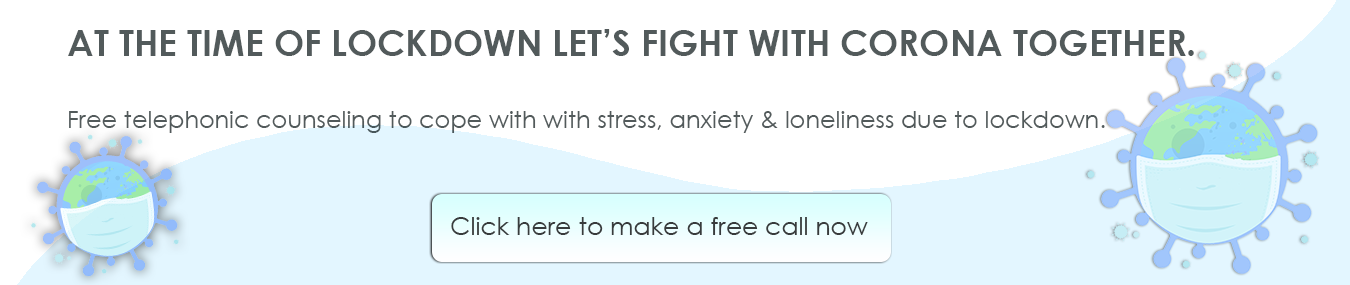 AT THE TIME OF LOCKDOWN LET’S FIGHT WITH CORONA TOGETHER.
Free telephonic counseling to cope with with stress, anxiety & loneliness due to lockdown.
Click here to make a free call now